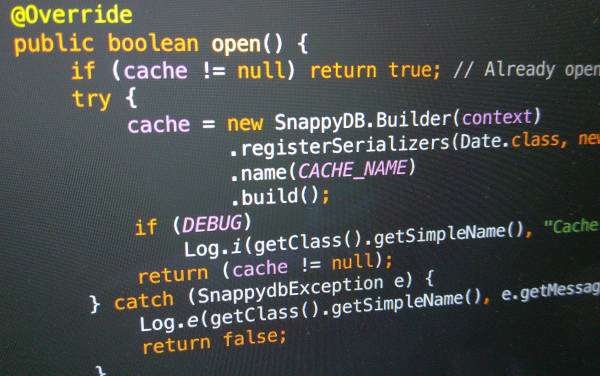 @Override
public boolean open() {
if (cache != null) return true; // Already open
try {
cache = new SnappyDB.Builder(context)
.registerSerializers(Date.class, new
.name(CACHE_NAME)
.build();
if (DEBUG)
Log.i(getClass().getSimpleName(), "Cache
return (cache != null);
} catch (SnappydbException e) {
Log.e(getClass().getSimpleName(), e.getMessag
return false;
}